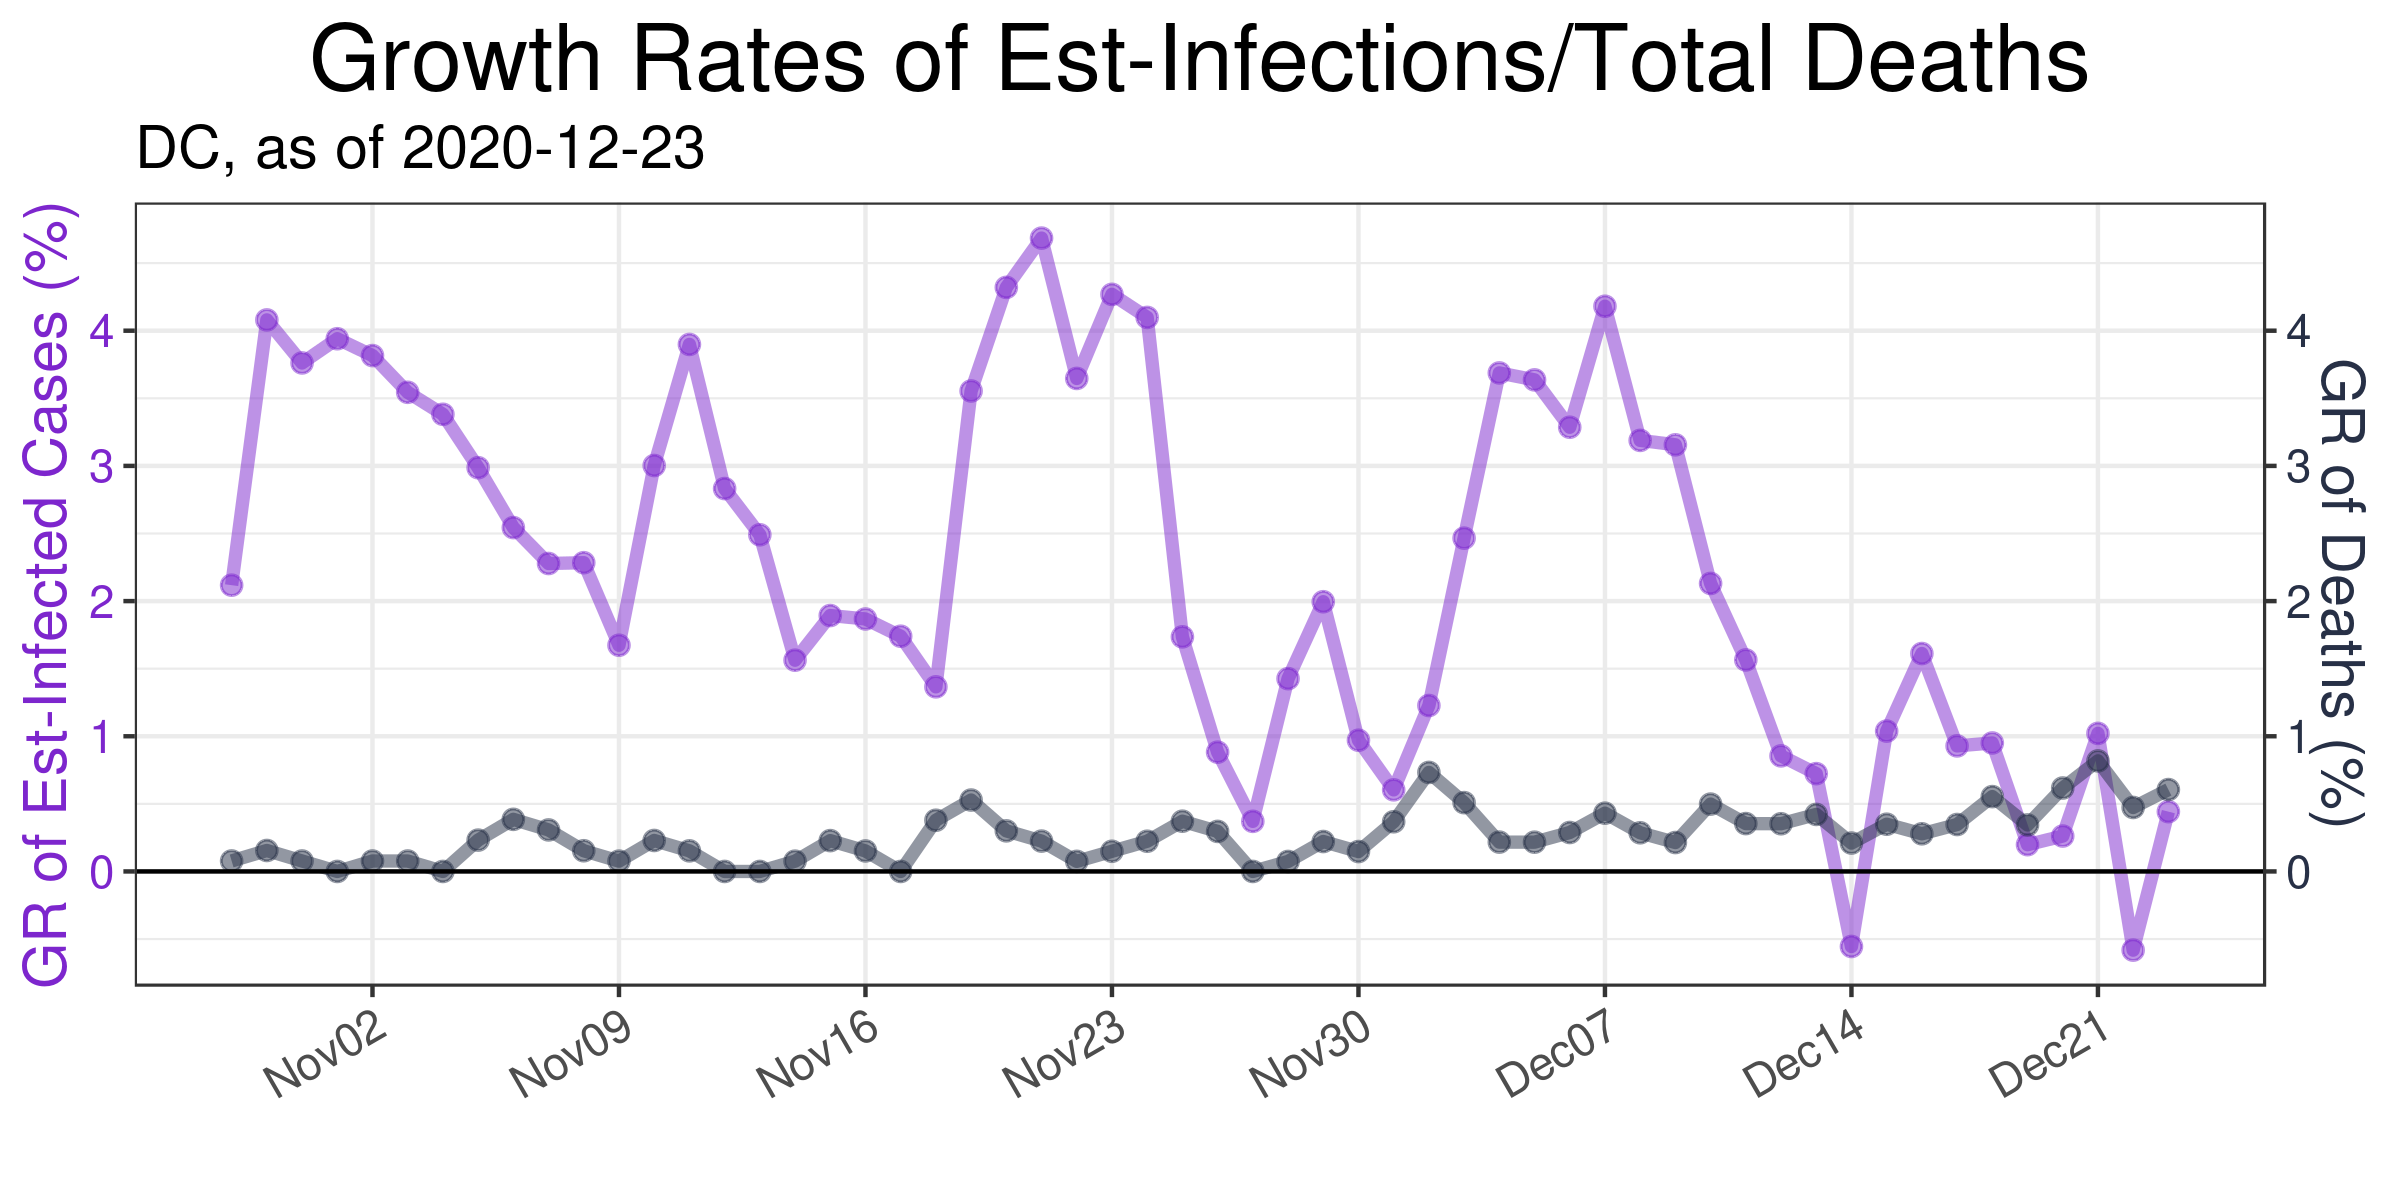 Growth Rates of Est-Infections/Total Deaths
DC, as of 2020-12-23
GR of Est-Infected Cases (%)
4
3
2
1
0
4
3
2
1
0
GR of Deaths (%)
Nov02
Nov09
Nov16
Nov23
Nov30
Dec07
Dec14
Dec21